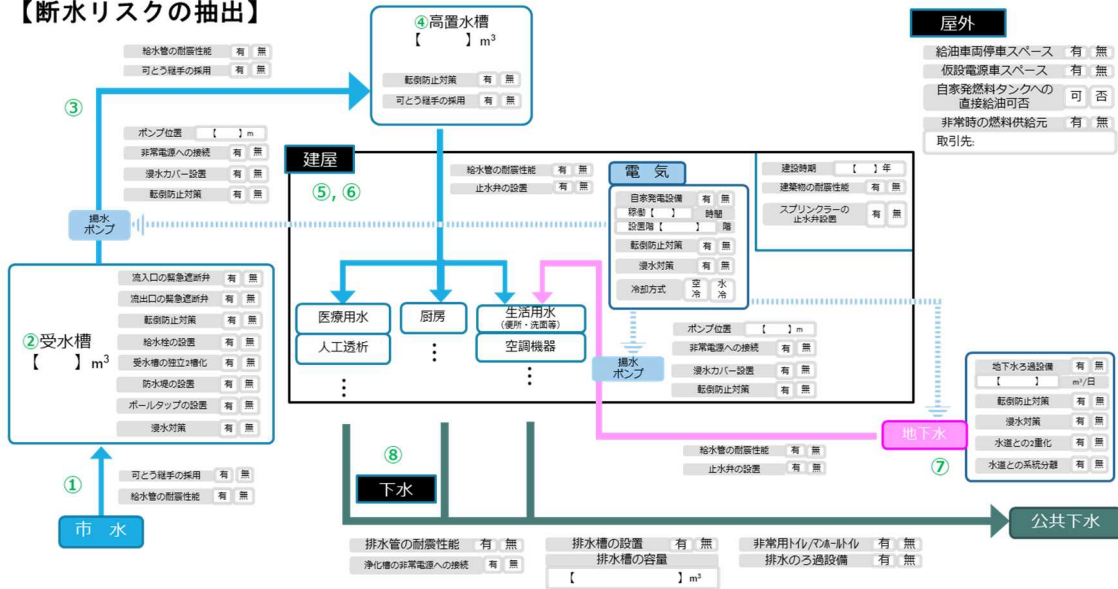 【断水リスクの抽出】
給水管の耐震性能 有 無
可とう継手の採用 有 無
③
④高置水槽
【 】m³
転倒防止対策 有 無
可とう継手の採用 有 無
屋外
給油車両停車スペース 有 無
仮設電源車スペース 有 無
自家発燃料タンクへの
直接給油可否 可 否
非常時の燃料供給元 有 無
取引先:
ポンプ位置 【 】m
非常電源への接続 有 無
浸水カバー設置 有 無
転倒防止対策 有 無
揚水
ポンプ
建屋
⑤, ⑥
給水管の耐震性能 有 無
止水弁の設置 有 無
電気
自家発電設備 有 無
稼働【 】 時間
設置階【 】 階
転倒防止対策 有 無
浸水対策 有 無
冷却方式 空冷 水冷
建設時期 【 】年
建築物の耐震性能 有 無
スプリンクラーの
止水弁設置 有 無
②受水槽
【 】m³
流入口の緊急遮断弁 有 無
流出口の緊急遮断弁 有 無
転倒防止対策 有 無
給水栓の設置 有 無
受水槽の独立2槽化 有 無
防水堤の設置 有 無
ボールタップの設置 有 無
浸水対策 有 無
医療用水
人工透析
⋮
厨房
⋮
生活用水
(便所・洗面等)
空調機器
⋮
揚水
ポンプ
ポンプ位置 【 】m
非常電源への接続 有 無
浸水カバー設置 有 無
転倒防止対策 有 無
地下水ろ過設備 有 無
【 】 m³/日
転倒防止対策 有 無
浸水対策 有 無
水道との2重化 有 無
水道との系統分離 有 無
地下水
⑦
給水管の耐震性能 有 無
止水弁の設置 有 無
①
可とう継手の採用 有 無
給水管の耐震性能 有 無
市水
⑧
下水
公共下水
排水管の耐震性能 有 無
浄化槽の非常電源への接続 有 無
排水槽の設置 有 無
排水槽の容量
【 】m³
非常用トイレ/マンホールトイレ 有 無
排水のろ過設備 有 無